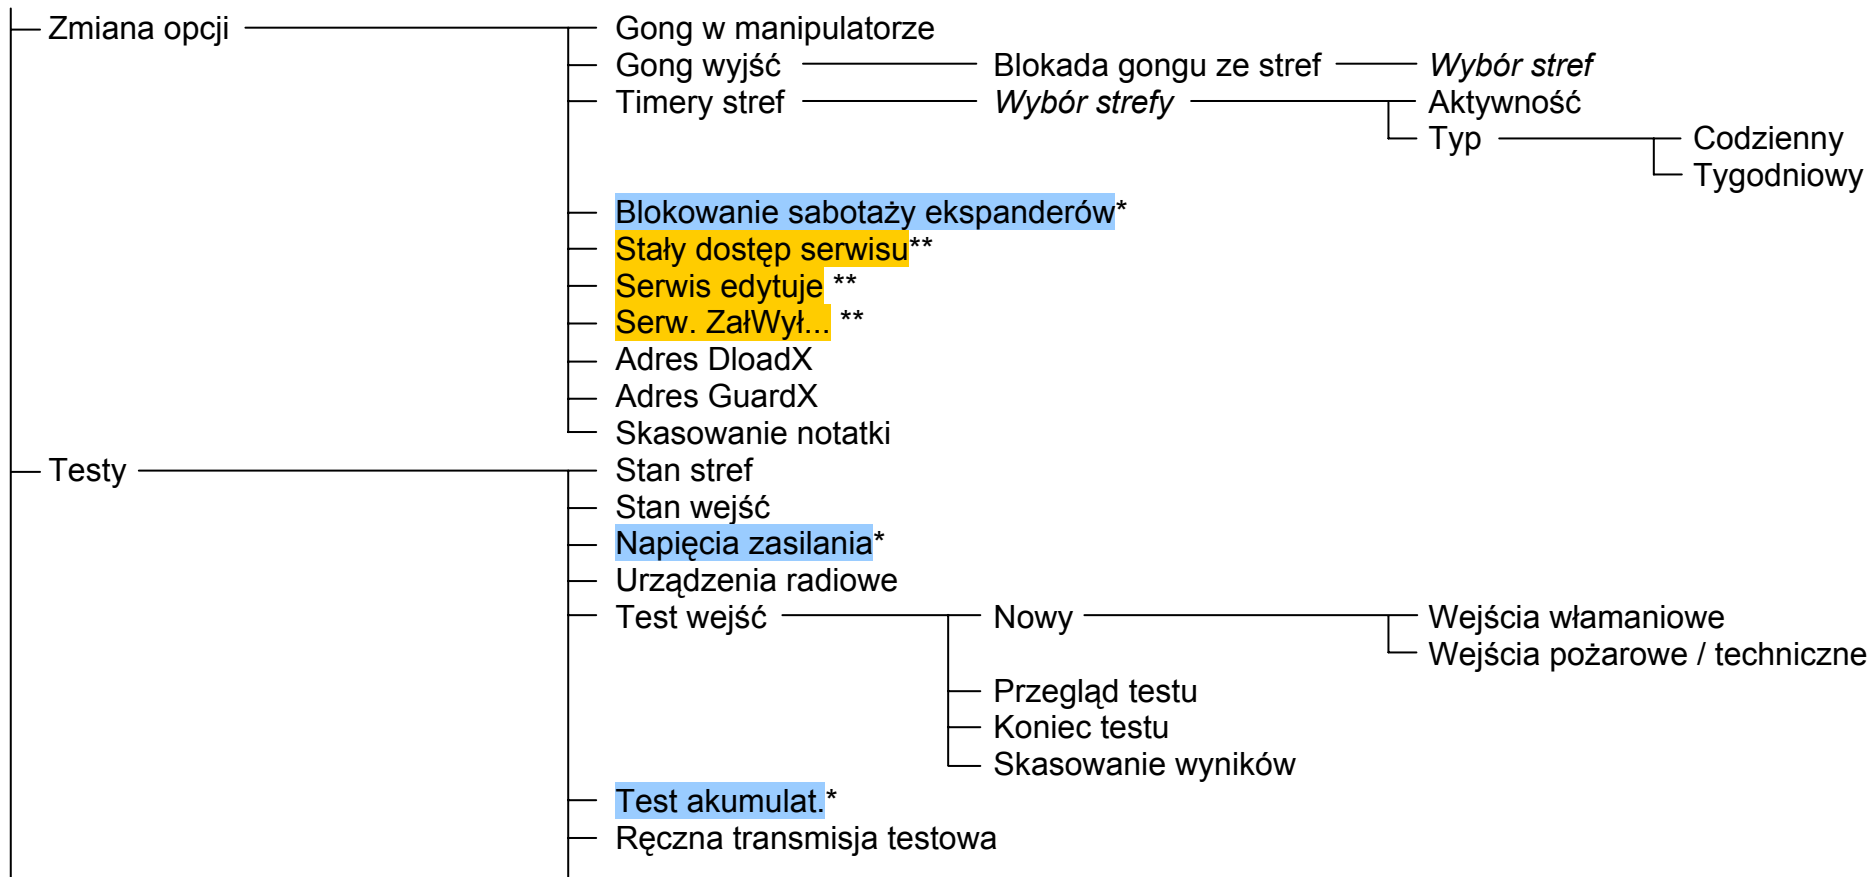 Zmiana opcji Gong w manipulatorze
Gong wyjść Blokada gongu ze stref Wybór stref
Timery stref Wybór strefy Aktywność
Typ Codzienny
Tygodniowy
Blokowanie sabotaży ekspanderów*
Stały dostęp serwisu**
Serwis edytuje **
Serw. ZałWył... **
Adres DloadX
Adres GuardX
Skasowanie notatki
Testy Stan stref
Stan wejść
Napięcia zasilania*
Urządzenia radiowe
Test wejść Nowy Wejścia włamaniowe
Wejścia pożarowe / techniczne
Przegląd testu
Koniec testu
Skasowanie wyników
Test akumulat.*
Ręczna transmisja testowa